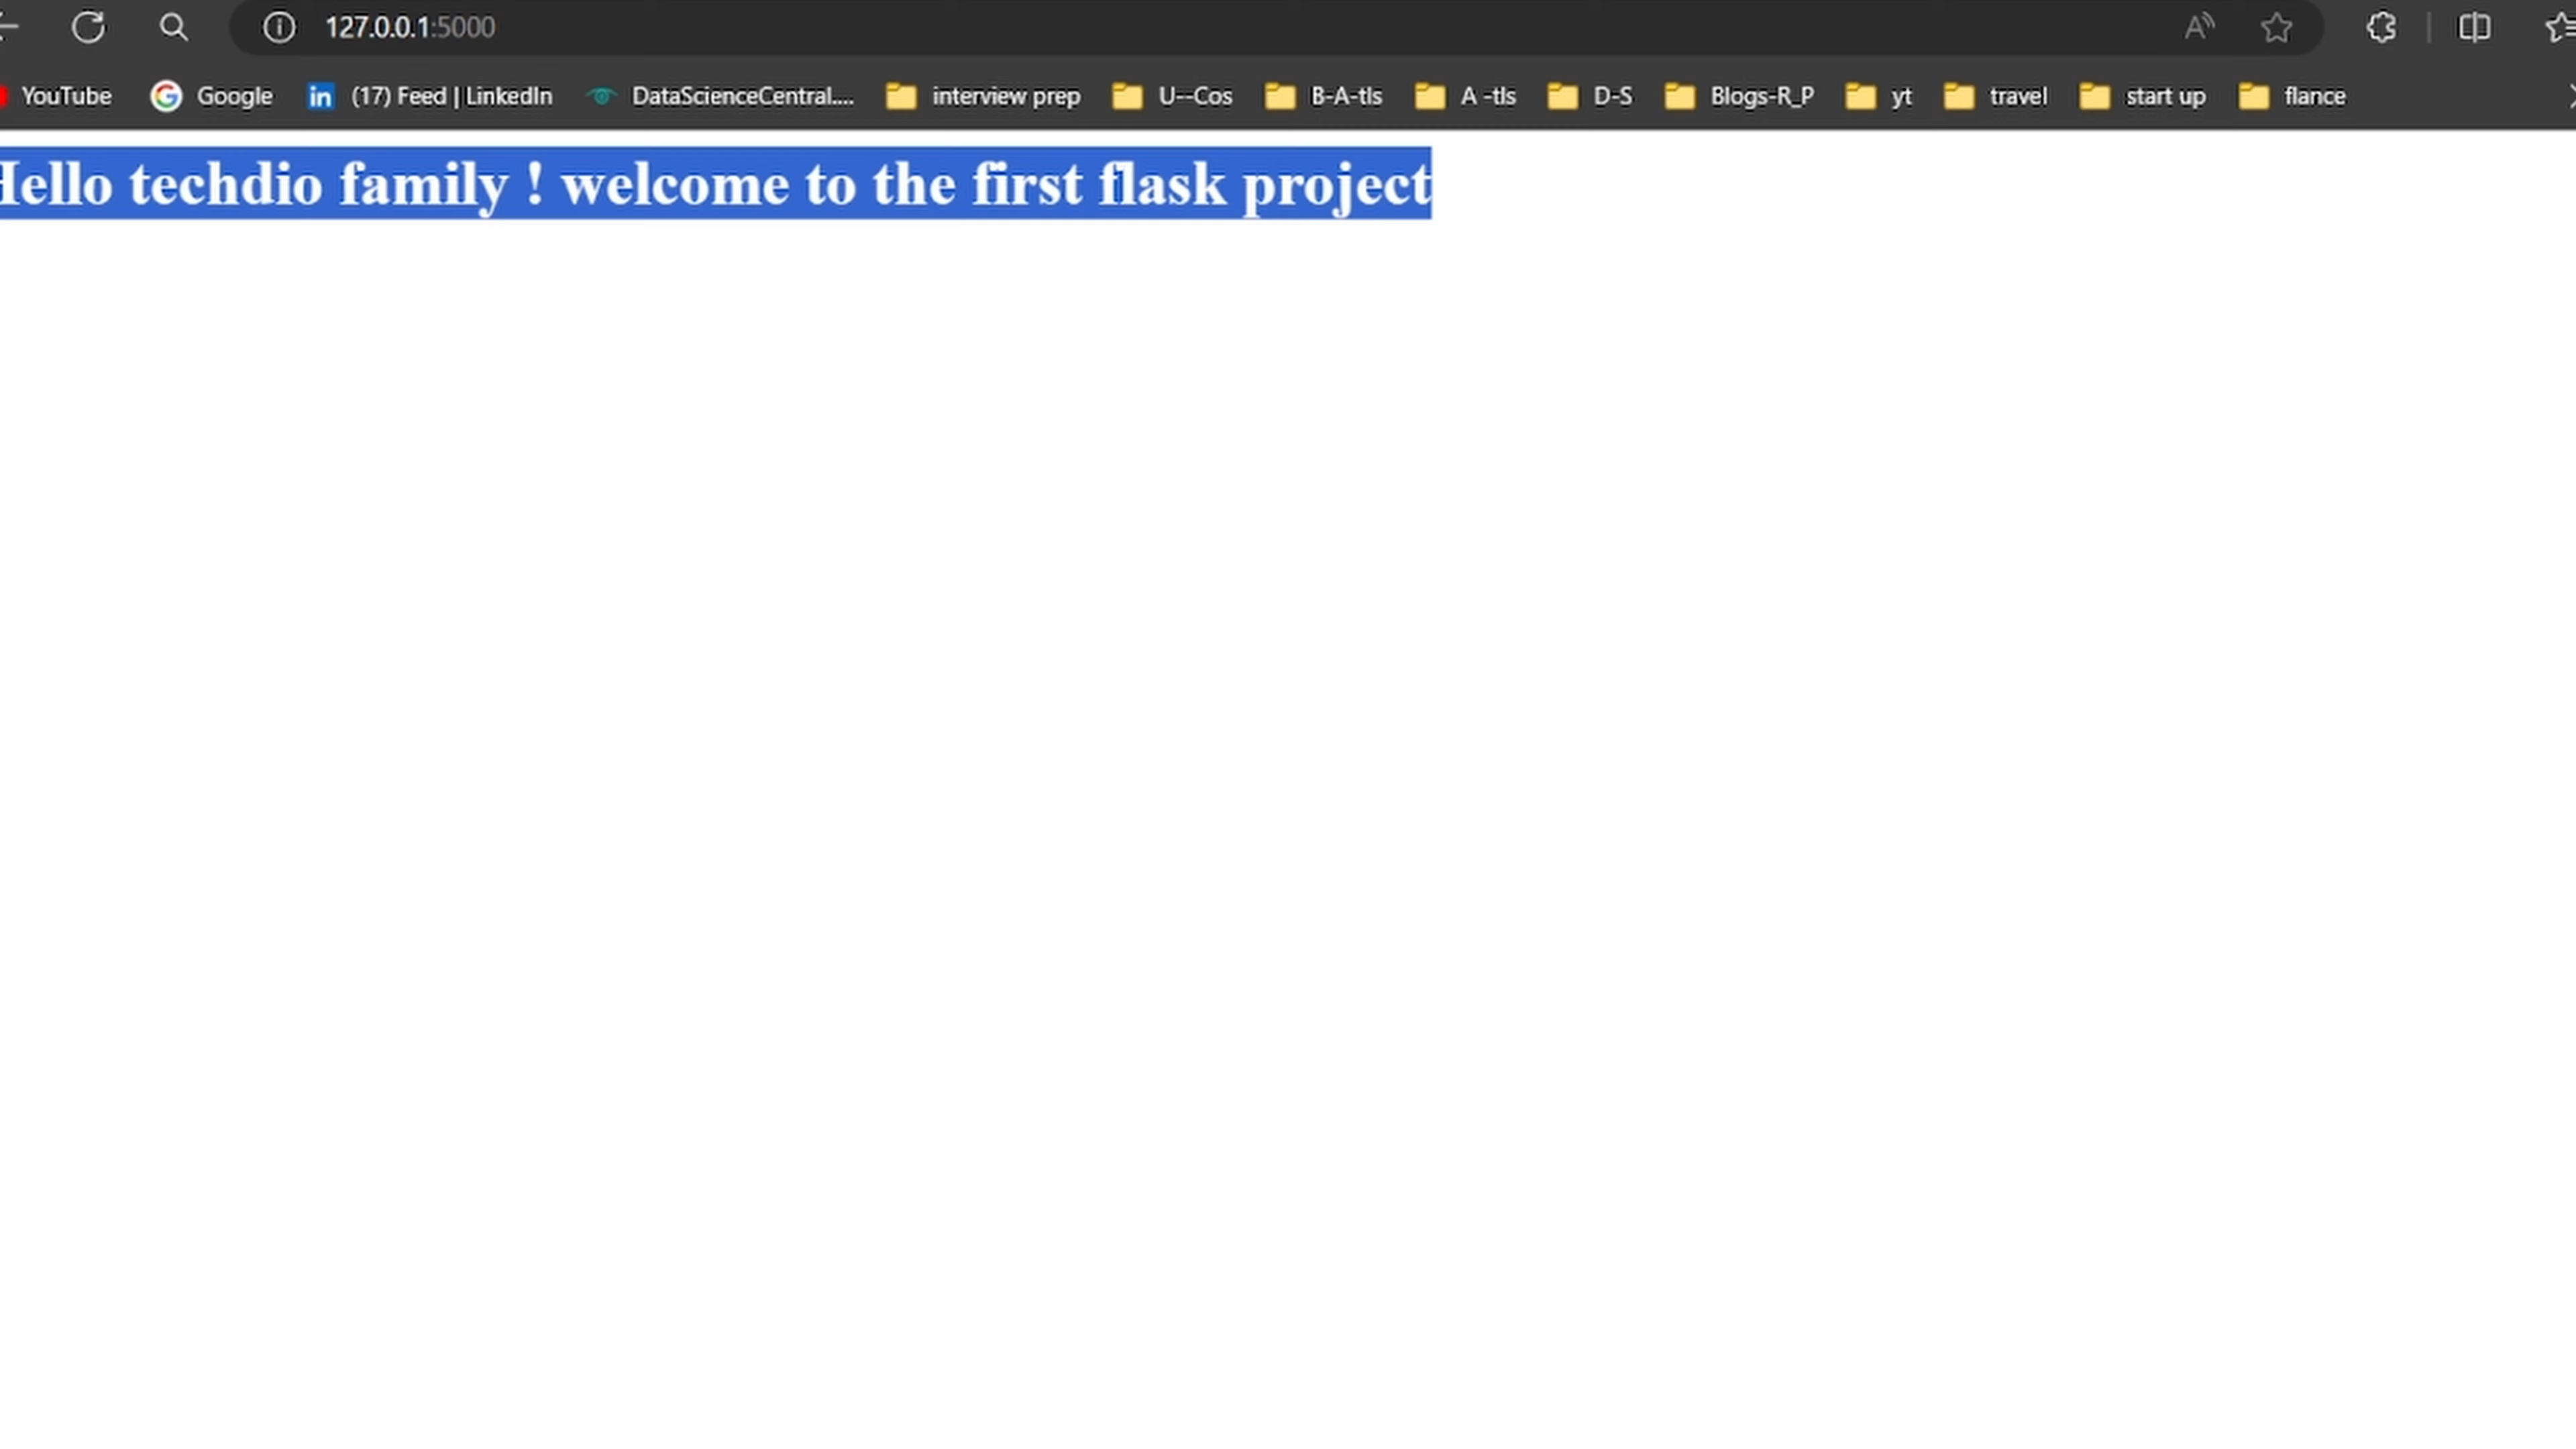 127.0.0.1:5000
YouTube Google (17) Feed | LinkedIn DataScienceCentral.... interview prep U--Cos B-A-tls A -tls D-S Blogs-R_P yt travel start up flance
Hello techdio family ! welcome to the first flask project